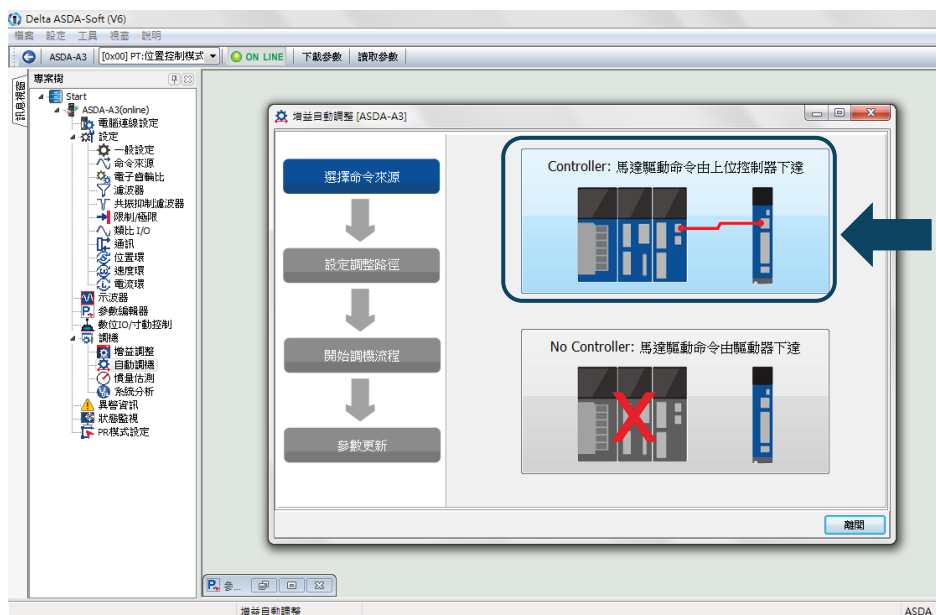 Delta ASDA-Soft (V6)
檔案 設定 工具 視窗 說明
ASDA-A3 [0x00] PT:位置控制模式 ON LINE 下載參數 讀取參數
訊息視窗
專案樹
Start
ASDA-A3(online)
電腦連線設定
設定
一般設定
命令來源
電子齒輪比
濾波器
共振抑制濾波器
限制/極限
類比 I/O
通訊
位置環
速度環
電流環
示波器
參數編輯器
數位IO/寸動控制
調機
增益調整
自動調機
慣量估測
系統分析
異警資訊
狀態監視
PR模式設定
增益自動調整 [ASDA-A3]
選擇命令來源
設定調整路徑
開始調機流程
參數更新
Controller: 馬達驅動命令由上位控制器下達
No Controller: 馬達驅動命令由驅動器下達
離開
參...
增益自動調整
ASDA